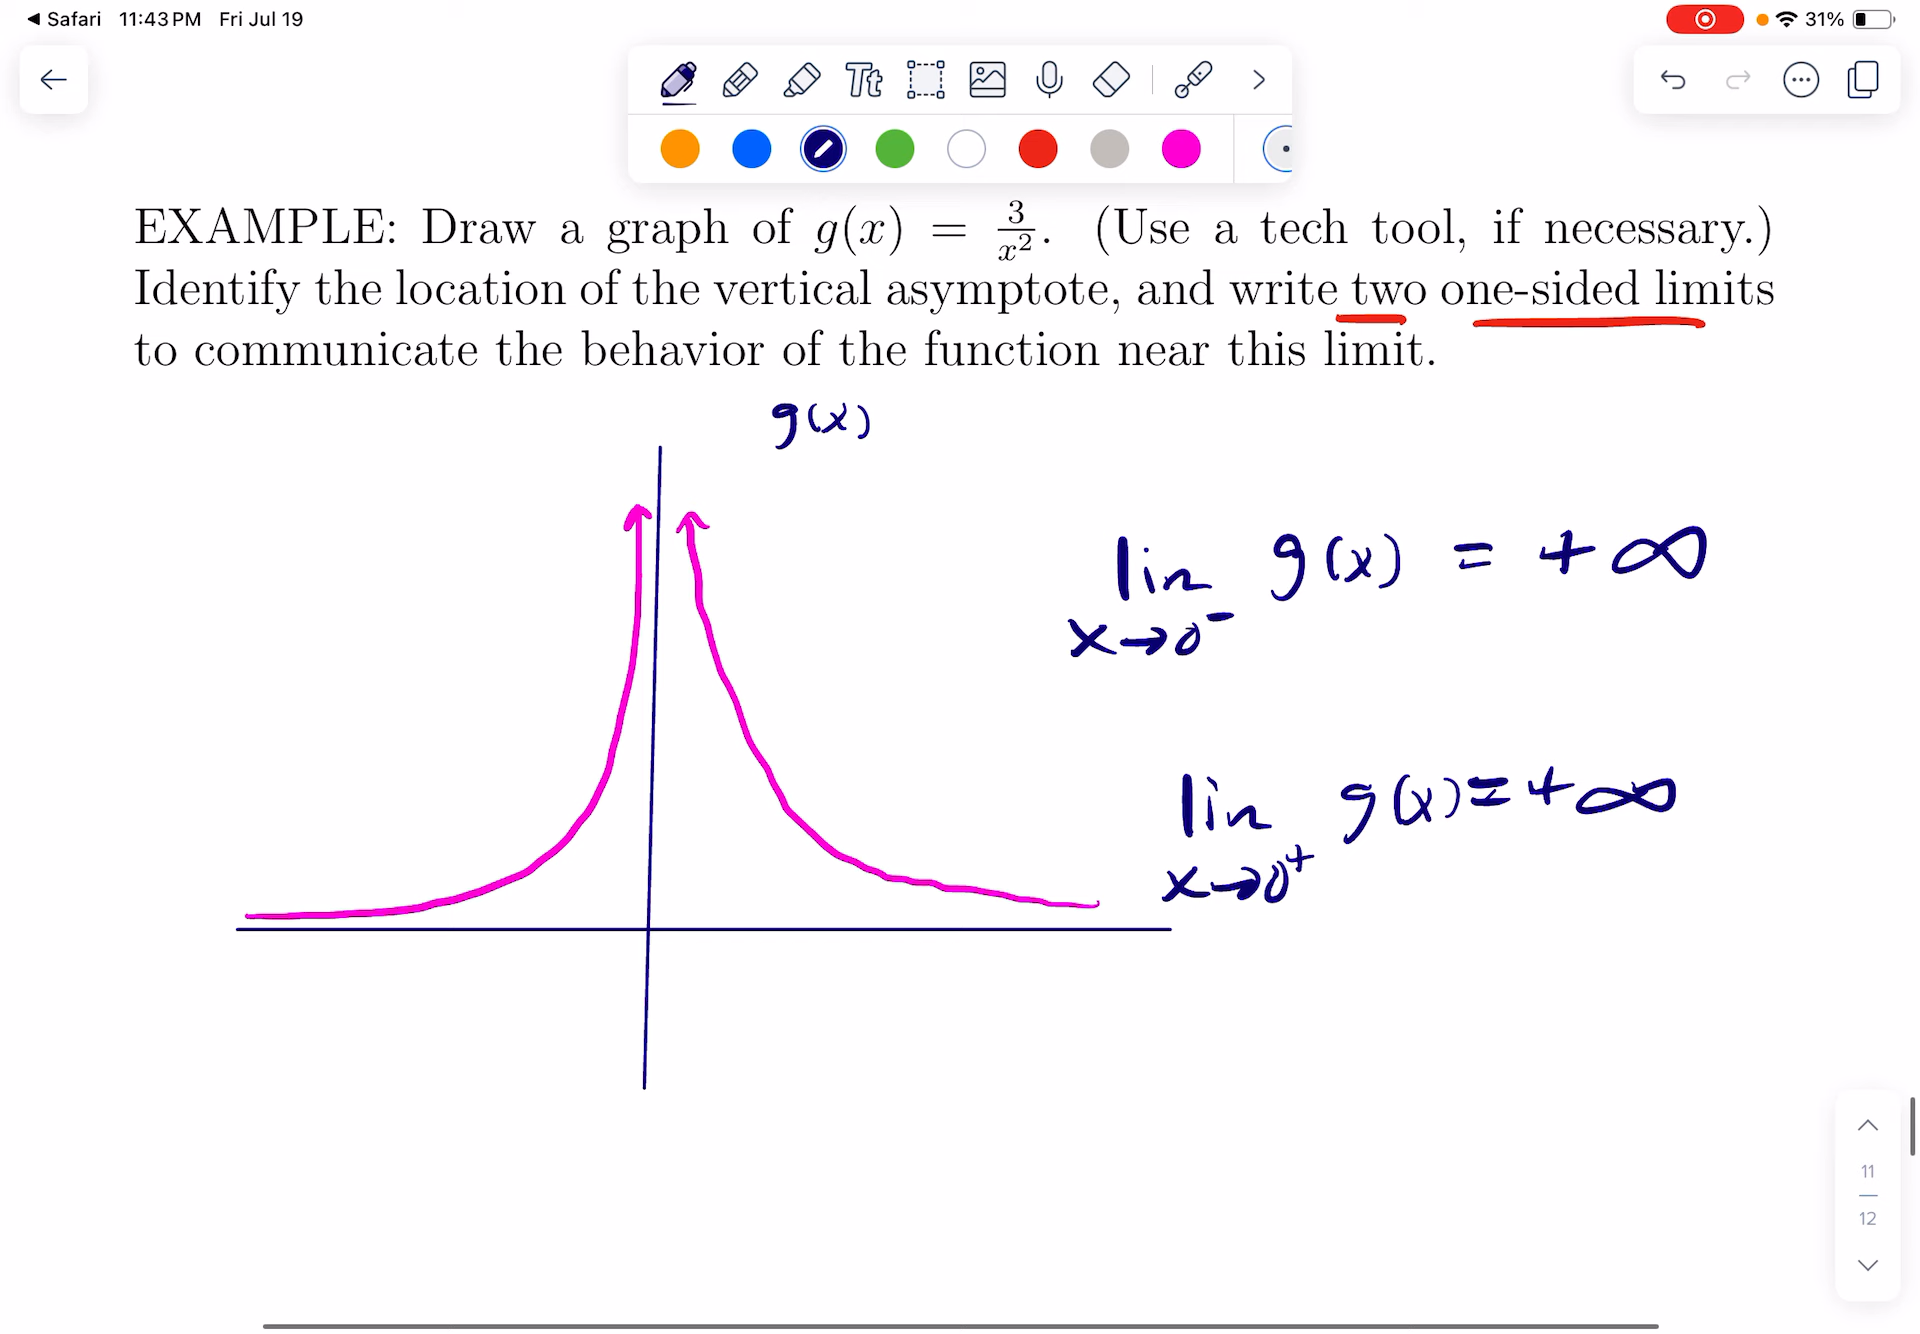 Safari 11:43 PM Fri Jul 19
31%
Tt
EXAMPLE: Draw a graph of g(x) = 3/x². (Use a tech tool, if necessary.)
Identify the location of the vertical asymptote, and write two one-sided limits
to communicate the behavior of the function near this limit.
g(x)
lim g(x) = +∞
x→0⁻
lim g(x) = +∞
x→0⁺
11
12